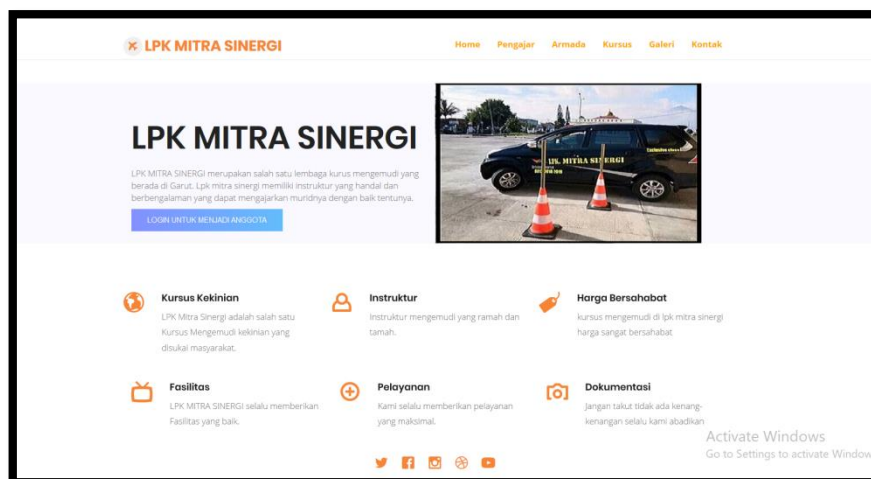 LPK MITRA SINERGI
Home Pengajar Armada Kursus Galeri Kontak
LPK MITRA SINERGI
LPK MITRA SINERGI merupakan salah satu lembaga kurus mengemudi yang
berada di Garut. Lpk mitra sinergi memiliki instruktur yang handal dan
berbengalaman yang dapat mengajarkan muridnya dengan baik tentunya.
LOGIN UNTUK MENJADI ANGGOTA
LPK MITRA SINERGI
Kursus Kekinian
LPK Mitra Sinergi adalah salah satu
Kursus Mengemudi kekinian yang
disukai masyarakat.
Instruktur
Instruktur mengemudi yang ramah dan
tamah.
Harga Bersahabat
kursus mengemudi di lpk mitra sinergi
harga sangat bersahabat
Fasilitas
LPK MITRA SINERGI selalu memberikan
Fasilitas yang baik.
Pelayanan
Kami selalu memberikan pelayanan
yang maksimal.
Dokumentasi
Jangan takut tidak ada kenang-
kenangan selalu kami abadikan
Activate Windows
Go to Settings to activate Window